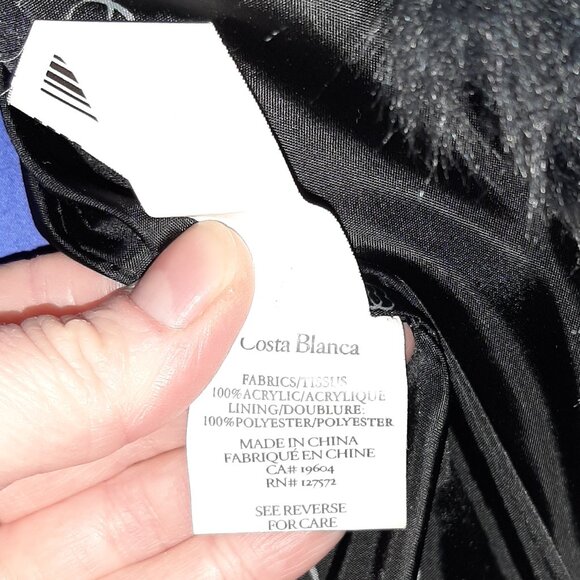 Costa Blanca
FABRICS/TISSUS
100%ACRYLIC/ACRYLIQUE
LINING/DOUBLURE:
100%POLYESTER/POLYESTER
MADE IN CHINA
FABRIQUÉ EN CHINE
CA# 19604
RN# 127572
SEE REVERSE
FOR CARE